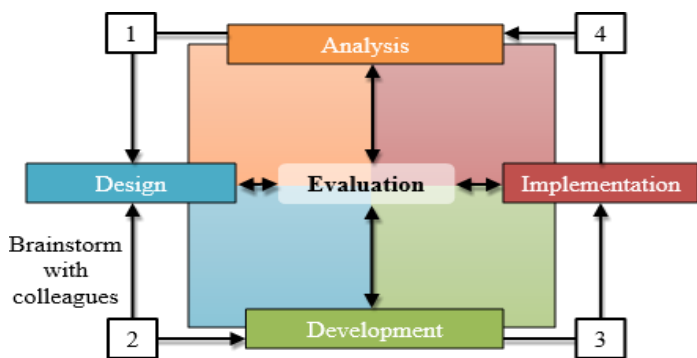 1
Analysis
4
Design
Evaluation
Implementation
Brainstorm
with
colleagues
2
Development
3